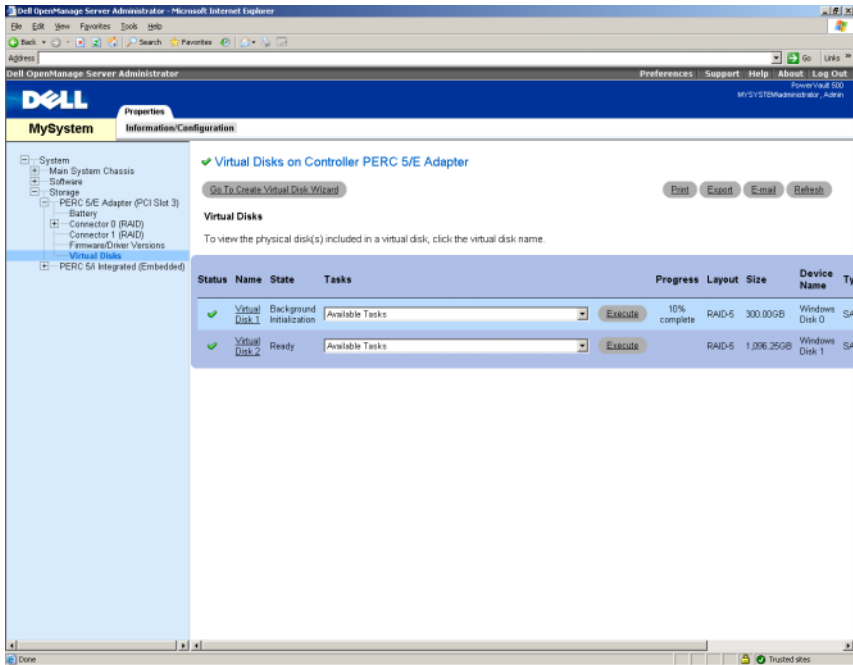 Dell OpenManage Server Administrator - Microsoft Internet Explorer
File Edit View Favorites Tools Help
Back Search Favorites
Address Go Links »
Dell OpenManage Server Administrator Preferences Support Help About Log Out
DELL
PowerVault 500
MYSYSTEM\administrator, Admin
Properties
MySystem
Information/Configuration
System
Main System Chassis
Software
Storage
PERC 5/E Adapter (PCI Slot 3)
Battery
Connector 0 (RAID)
Connector 1 (RAID)
Firmware/Driver Versions
Virtual Disks
PERC 5/i Integrated (Embedded)
Virtual Disks on Controller PERC 5/E Adapter
Go To Create Virtual Disk Wizard Print Export E-mail Refresh
Virtual Disks
To view the physical disk(s) included in a virtual disk, click the virtual disk name.
Status Name State Tasks Progress Layout Size Device Name Ty
Virtual Disk 1 Background Initialization Available Tasks Execute 10% complete RAID-5 300.00GB Windows Disk 0 SA
Virtual Disk 2 Ready Available Tasks Execute RAID-5 1,096.25GB Windows Disk 1 SA
Done Trusted sites